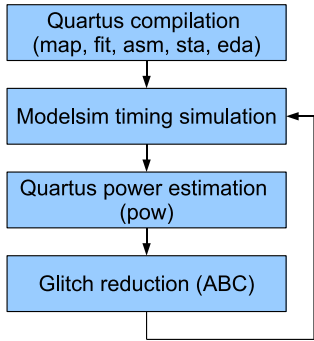 Quartus compilation
(map, fit, asm, sta, eda)
Modelsim timing simulation
Quartus power estimation
(pow)
Glitch reduction (ABC)